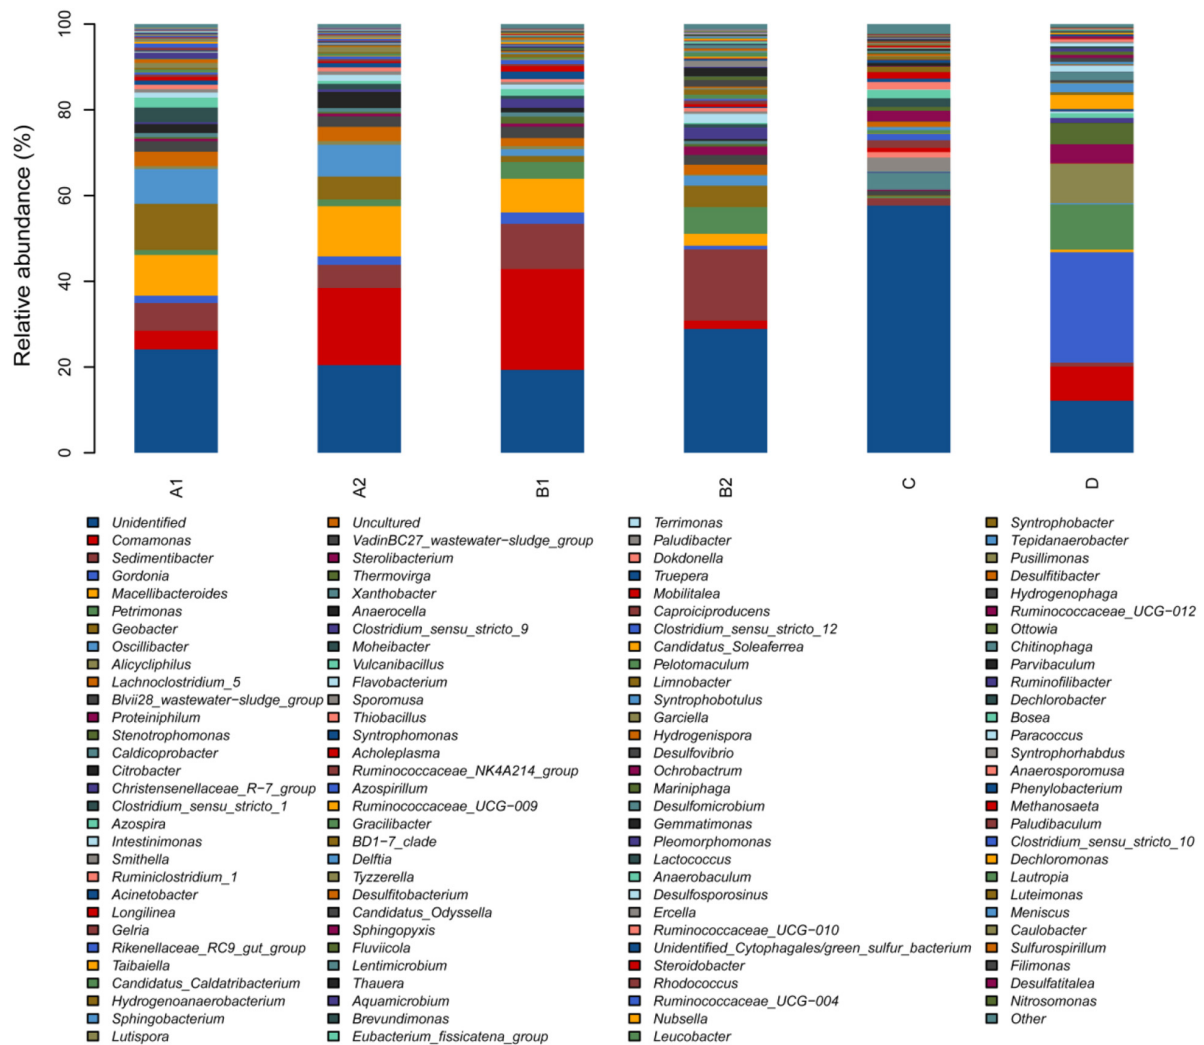 Relative abundance (%)
100
80
60
40
20
0
A1
A2
B1
B2
C
D
Unidentified
Comamonas
Sedimentibacter
Gordonia
Macellibacteroides
Petrimonas
Geobacter
Oscillibacter
Alicycliphilus
Lachnoclostridium_5
Blvii28_wastewater−sludge_group
Proteiniphilum
Stenotrophomonas
Caldicoprobacter
Citrobacter
Christensenellaceae_R−7_group
Clostridium_sensu_stricto_1
Azospira
Intestinimonas
Smithella
Ruminiclostridium_1
Acinetobacter
Longilinea
Gelria
Rikenellaceae_RC9_gut_group
Taibaiella
Candidatus_Caldatribacterium
Hydrogenoanaerobacterium
Sphingobacterium
Lutispora
Uncultured
VadinBC27_wastewater−sludge_group
Sterolibacterium
Thermovirga
Xanthobacter
Anaerocella
Clostridium_sensu_stricto_9
Moheibacter
Vulcanibacillus
Flavobacterium
Sporomusa
Thiobacillus
Syntrophomonas
Acholeplasma
Ruminococcaceae_NK4A214_group
Azospirillum
Ruminococcaceae_UCG−009
Gracilibacter
BD1−7_clade
Delftia
Tyzzerella
Desulfitobacterium
Candidatus_Odyssella
Sphingopyxis
Fluviicola
Lentimicrobium
Thauera
Aquamicrobium
Brevundimonas
Eubacterium_fissicatena_group
Terrimonas
Paludibacter
Dokdonella
Truepera
Mobilitalea
Caproiciproducens
Clostridium_sensu_stricto_12
Candidatus_Soleaferrea
Pelotomaculum
Limnobacter
Syntrophobotulus
Garciella
Hydrogenispora
Desulfovibrio
Ochrobactrum
Mariniphaga
Desulfomicrobium
Gemmatimonas
Pleomorphomonas
Lactococcus
Anaerobaculum
Desulfosporosinus
Ercella
Ruminococcaceae_UCG−010
Unidentified_Cytophagales/green_sulfur_bacterium
Steroidobacter
Rhodococcus
Ruminococcaceae_UCG−004
Nubsella
Leucobacter
Syntrophobacter
Tepidanaerobacter
Pusillimonas
Desulfitibacter
Hydrogenophaga
Ruminococcaceae_UCG−012
Ottowia
Chitinophaga
Parvibaculum
Ruminofilibacter
Dechlorobacter
Bosea
Paracoccus
Syntrophorhabdus
Anaerosporomusa
Phenylobacterium
Methanosaeta
Paludibaculum
Clostridium_sensu_stricto_10
Dechloromonas
Lautropia
Luteimonas
Meniscus
Caulobacter
Sulfurospirillum
Filimonas
Desulfatitalea
Nitrosomonas
Other